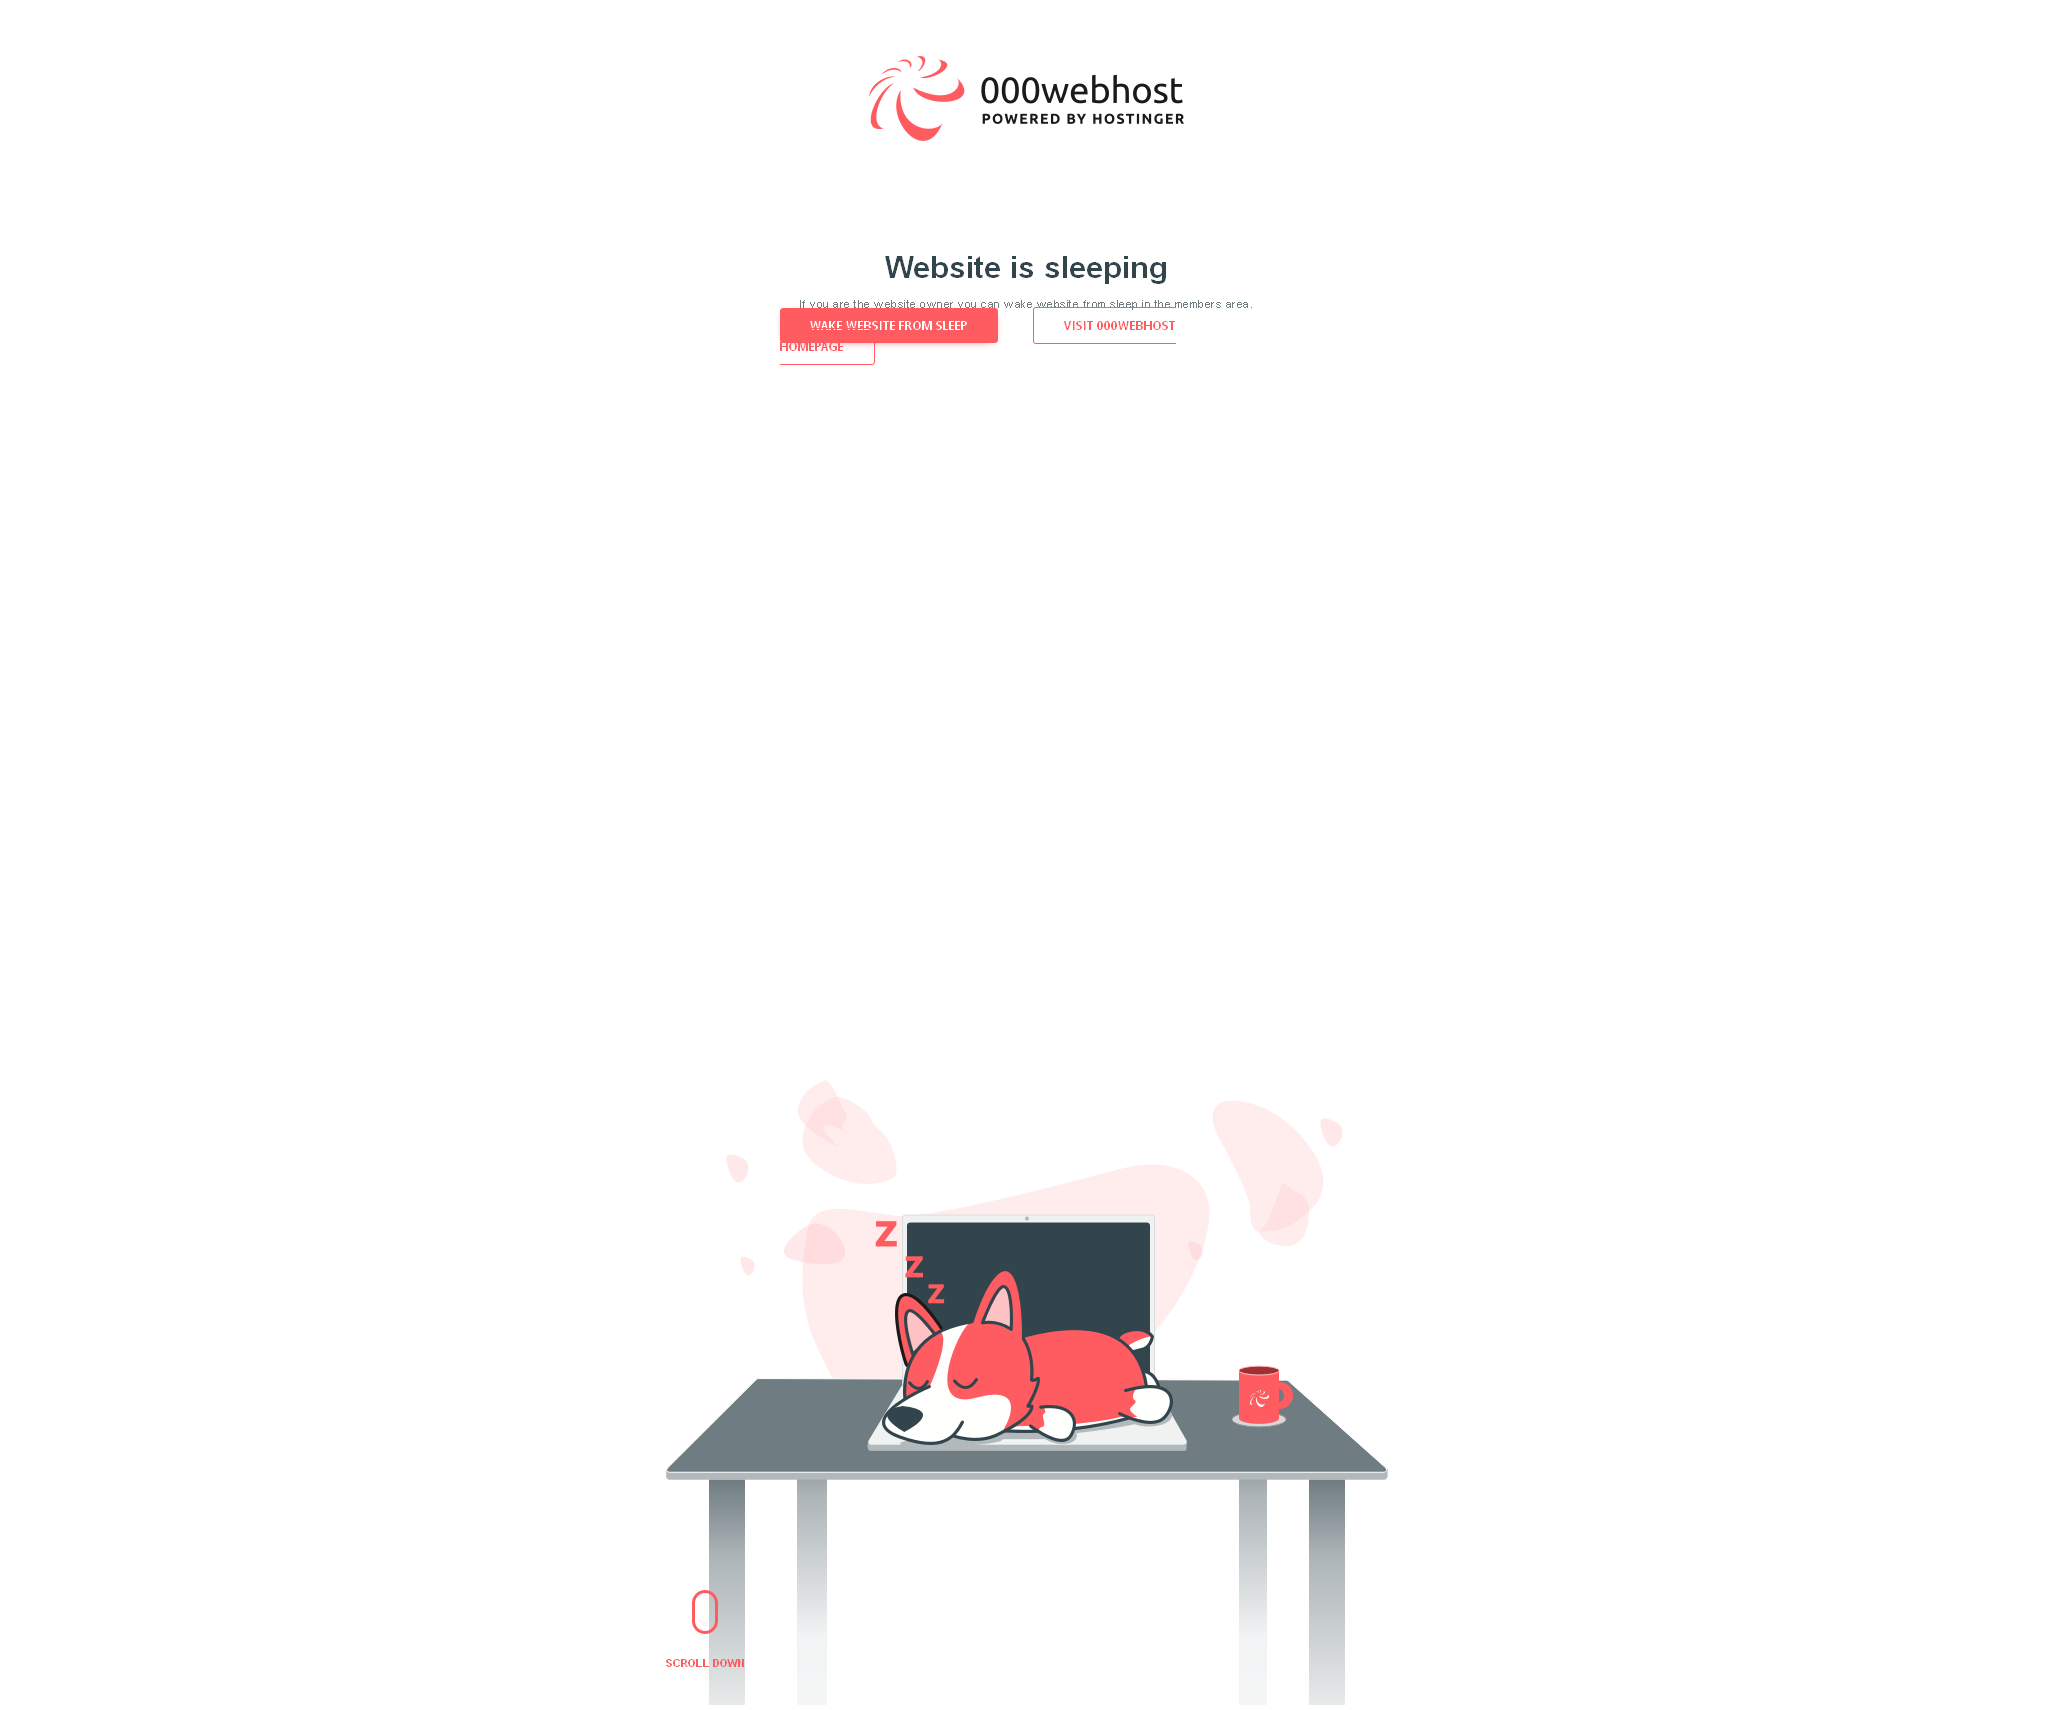 000webhost
POWERED BY HOSTINGER
Website is sleeping
If you are the website owner you can wake website from sleep in the members area.
WAKE WEBSITE FROM SLEEP
VISIT 000WEBHOST
HOMEPAGE
Z
Z
Z
SCROLL DOWN